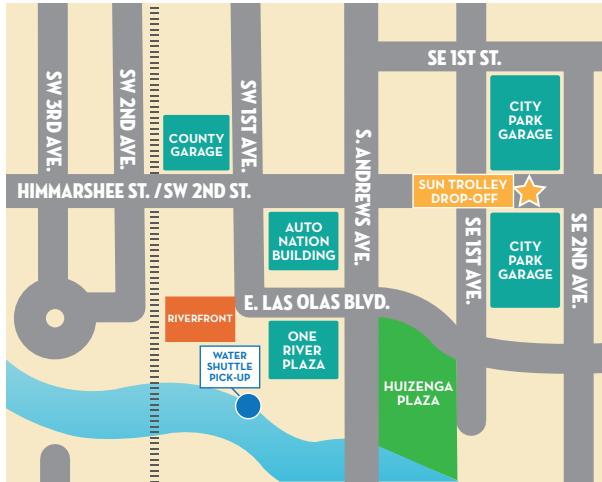 SE 1ST ST.
SW 3RD AVE.
SW 2ND AVE.
SW 1ST AVE.
S. ANDREWS AVE.
COUNTY
GARAGE
CITY
PARK
GARAGE
HIMMARSHEE ST. / SW 2ND ST.
SUN TROLLEY
DROP-OFF
AUTO
NATION
BUILDING
CITY
PARK
GARAGE
SE 1ST AVE.
SE 2ND AVE.
E. LAS OLAS BLVD.
RIVERFRONT
ONE
RIVER
PLAZA
WATER
SHUTTLE
PICK-UP
HUIZENGA
PLAZA